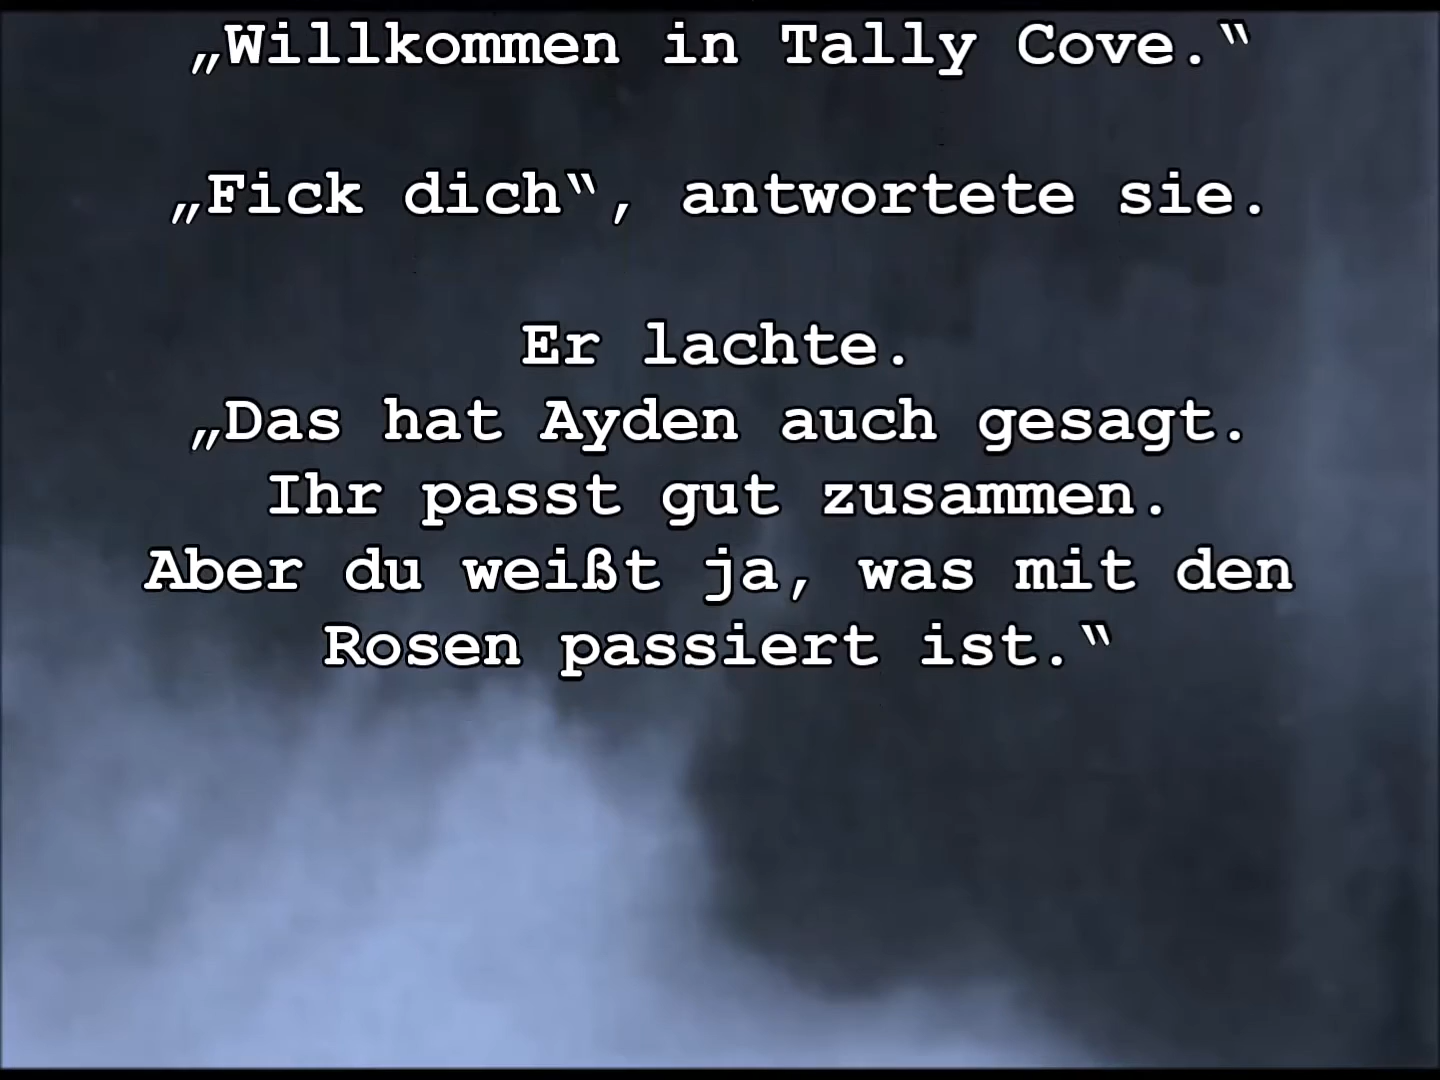 „Willkommen in Tally Cove.‟
„Fick dich‟, antwortete sie.
Er lachte.
„Das hat Ayden auch gesagt.
Ihr passt gut zusammen.
Aber du weißt ja, was mit den
Rosen passiert ist.‟